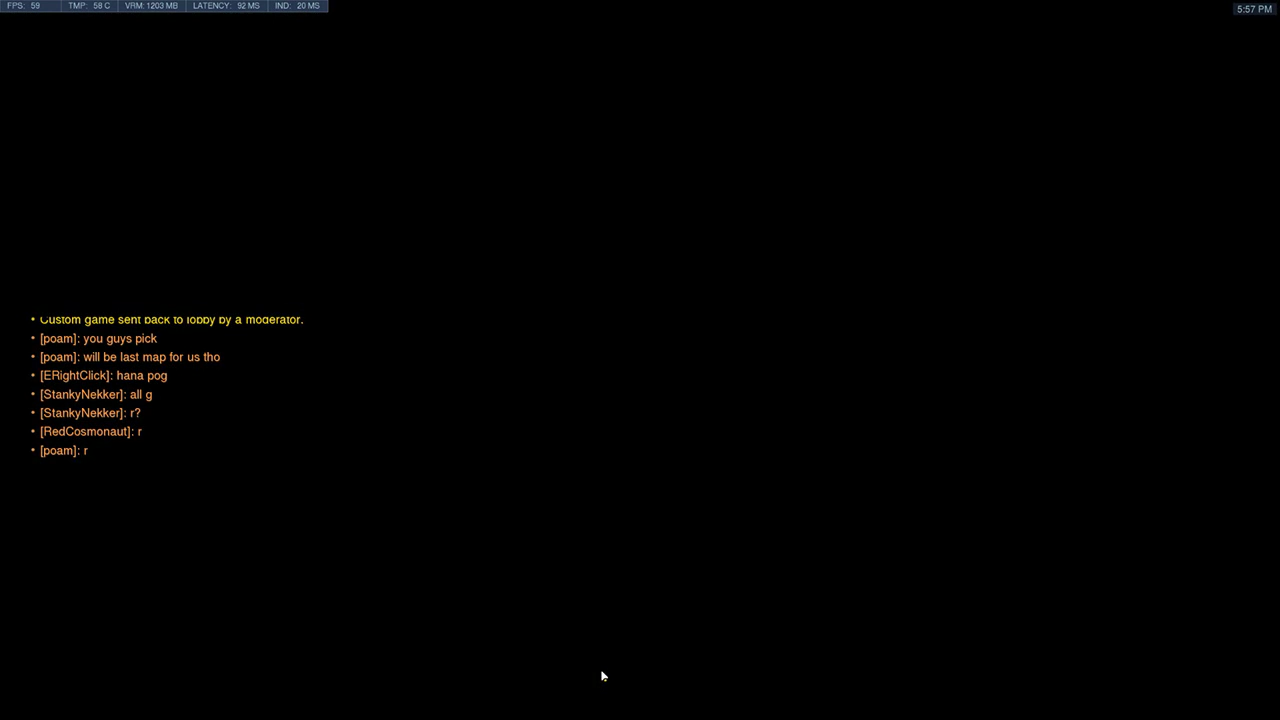 FPS: 59 TMP: 58 C VRM: 1203 MB LATENCY: 92 MS IND: 20 MS
5:57 PM
• Custom game sent back to lobby by a moderator.
• [poam]: you guys pick
• [poam]: will be last map for us tho
• [ERightClick]: hana pog
• [StankyNekker]: all g
• [StankyNekker]: r?
• [RedCosmonaut]: r
• [poam]: r